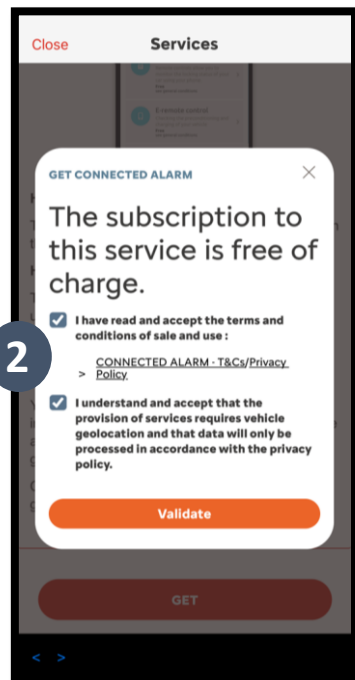 Close Services
E-remote control
GET CONNECTED ALARM
The subscription to
this service is free of
charge.
I have read and accept the terms and
conditions of sale and use :
> CONNECTED ALARM - T&Cs/Privacy
Policy
2
I understand and accept that the
provision of services requires vehicle
geolocation and that data will only be
processed in accordance with the privacy
policy.
Validate
GET
< >